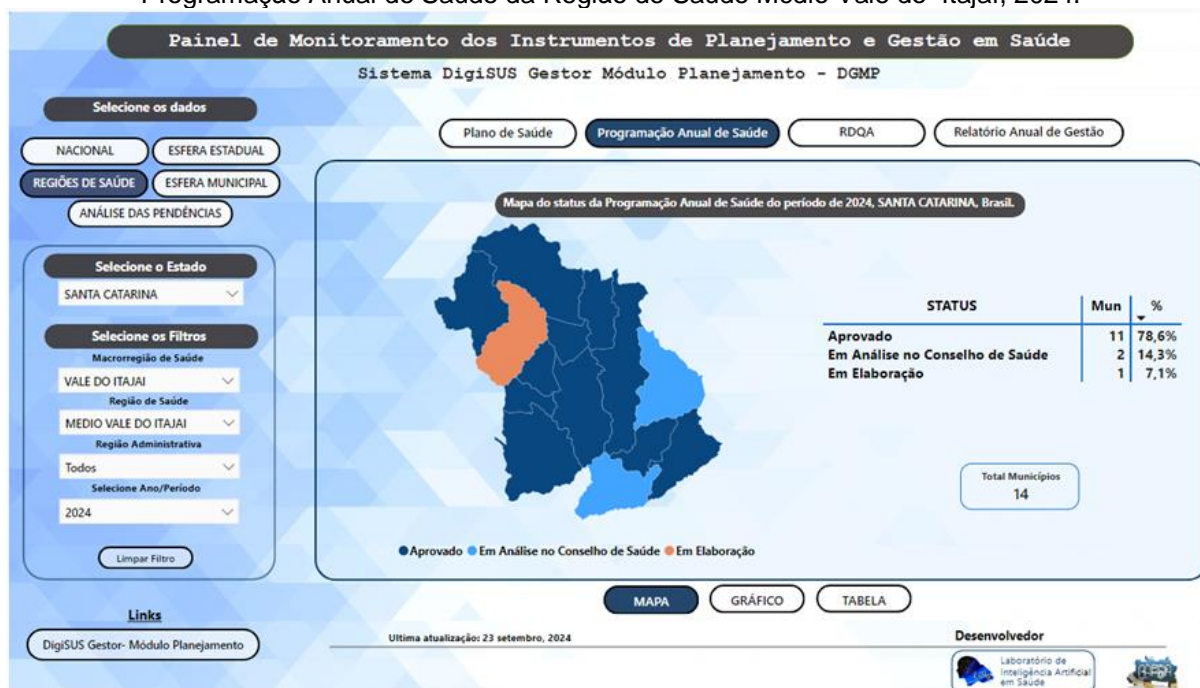 Programação Anual de Saúde da Região de Saúde Médio Vale do Itajaí, 2024.
Painel de Monitoramento dos Instrumentos de Planejamento e Gestão em Saúde
Sistema DigiSUS Gestor Módulo Planejamento - DGMP
Selecione os dados
NACIONAL
ESFERA ESTADUAL
REGIÕES DE SAÚDE
ESFERA MUNICIPAL
ANÁLISE DAS PENDÊNCIAS
Selecione o Estado
SANTA CATARINA
Selecione os Filtros
Macrorregião de Saúde
VALE DO ITAJAI
Região de Saúde
MEDIO VALE DO ITAJAI
Região Administrativa
Todos
Selecione Ano/Período
2024
Limpar Filtro
Links
DigiSUS Gestor- Módulo Planejamento
Plano de Saúde
Programação Anual de Saúde
RDQA
Relatório Anual de Gestão
Mapa do status da Programação Anual de Saúde do período de 2024, SANTA CATARINA, Brasil.
STATUS Mun %
Aprovado 11 78,6%
Em Análise no Conselho de Saúde 2 14,3%
Em Elaboração 1 7,1%
Total Municípios
14
Aprovado Em Análise no Conselho de Saúde Em Elaboração
MAPA
GRÁFICO
TABELA
Ultima atualização: 23 setembro, 2024
Desenvolvedor
Laboratório de
Inteligência Artificial
em Saúde